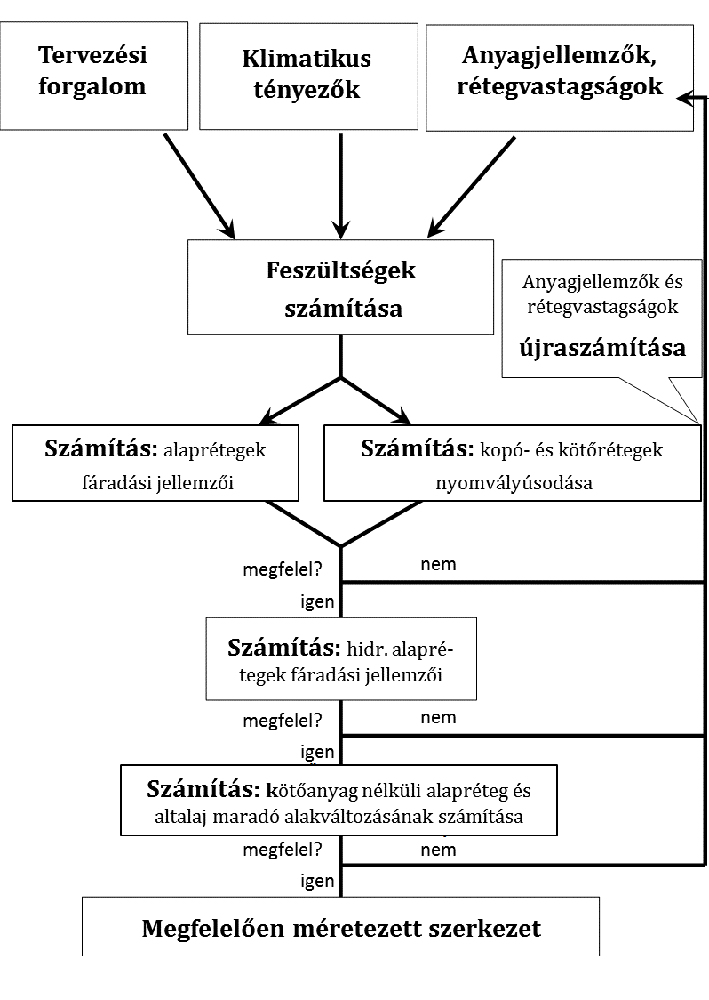 Tervezési
forgalom
Klimatikus
tényezők
Anyagjellemzők,
rétegvastagságok
Feszültségek
számítása
Anyagjellemzők és
rétegvastagságok
újraszámítása
Számítás: alaprétegek
fáradási jellemzői
Számítás: kopó- és kötőrétegek
nyomvályúsodása
megfelel?
nem
igen
Számítás: hidr. alapré-
tegek fáradási jellemzői
megfelel?
nem
igen
Számítás: kötőanyag nélküli alapréteg és
altalaj maradó alakváltozásának számítása
megfelel?
nem
igen
Megfelelően méretezett szerkezet